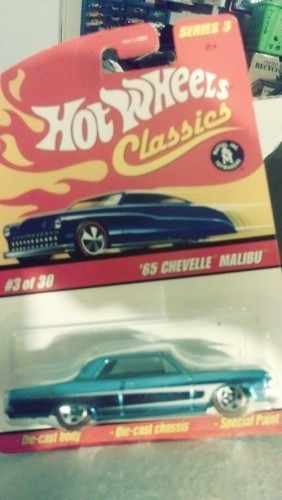 SERIES 3
8+
Hot Wheels
Classics
#3 of 30
'65 CHEVELLE MALIBU
- Die-cast body - Die-cast chassis - Special Paint